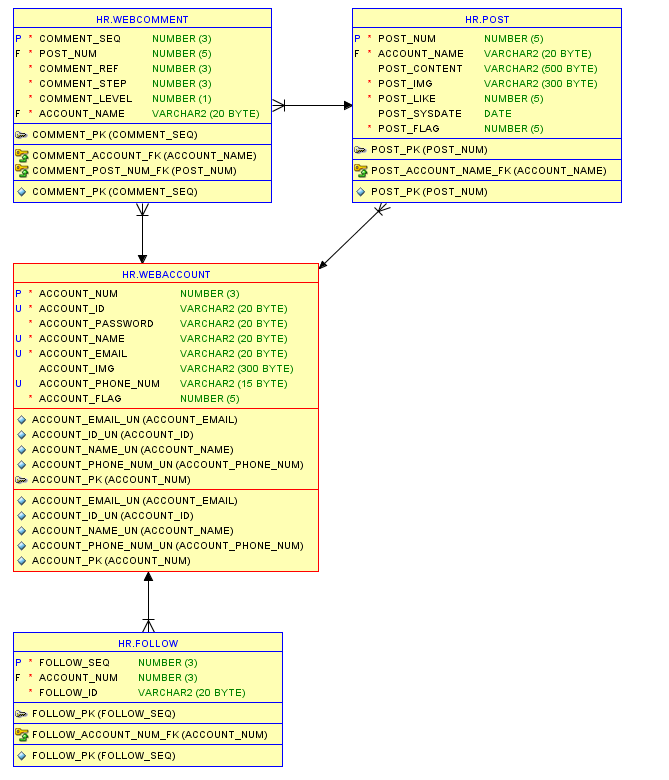 HR.WEBCOMMENT
P * COMMENT_SEQ NUMBER (3)
F * POST_NUM NUMBER (5)
* COMMENT_REF NUMBER (3)
* COMMENT_STEP NUMBER (3)
* COMMENT_LEVEL NUMBER (1)
F * ACCOUNT_NAME VARCHAR2 (20 BYTE)
COMMENT_PK (COMMENT_SEQ)
COMMENT_ACCOUNT_FK (ACCOUNT_NAME)
COMMENT_POST_NUM_FK (POST_NUM)
COMMENT_PK (COMMENT_SEQ)
HR.POST
P * POST_NUM NUMBER (5)
F * ACCOUNT_NAME VARCHAR2 (20 BYTE)
POST_CONTENT VARCHAR2 (500 BYTE)
* POST_IMG VARCHAR2 (300 BYTE)
* POST_LIKE NUMBER (5)
POST_SYSDATE DATE
* POST_FLAG NUMBER (5)
POST_PK (POST_NUM)
POST_ACCOUNT_NAME_FK (ACCOUNT_NAME)
POST_PK (POST_NUM)
HR.WEBACCOUNT
P * ACCOUNT_NUM NUMBER (3)
U * ACCOUNT_ID VARCHAR2 (20 BYTE)
* ACCOUNT_PASSWORD VARCHAR2 (20 BYTE)
U * ACCOUNT_NAME VARCHAR2 (20 BYTE)
U * ACCOUNT_EMAIL VARCHAR2 (20 BYTE)
ACCOUNT_IMG VARCHAR2 (300 BYTE)
U ACCOUNT_PHONE_NUM VARCHAR2 (15 BYTE)
* ACCOUNT_FLAG NUMBER (5)
ACCOUNT_EMAIL_UN (ACCOUNT_EMAIL)
ACCOUNT_ID_UN (ACCOUNT_ID)
ACCOUNT_NAME_UN (ACCOUNT_NAME)
ACCOUNT_PHONE_NUM_UN (ACCOUNT_PHONE_NUM)
ACCOUNT_PK (ACCOUNT_NUM)
ACCOUNT_EMAIL_UN (ACCOUNT_EMAIL)
ACCOUNT_ID_UN (ACCOUNT_ID)
ACCOUNT_NAME_UN (ACCOUNT_NAME)
ACCOUNT_PHONE_NUM_UN (ACCOUNT_PHONE_NUM)
ACCOUNT_PK (ACCOUNT_NUM)
HR.FOLLOW
P * FOLLOW_SEQ NUMBER (3)
F * ACCOUNT_NUM NUMBER (3)
* FOLLOW_ID VARCHAR2 (20 BYTE)
FOLLOW_PK (FOLLOW_SEQ)
FOLLOW_ACCOUNT_NUM_FK (ACCOUNT_NUM)
FOLLOW_PK (FOLLOW_SEQ)